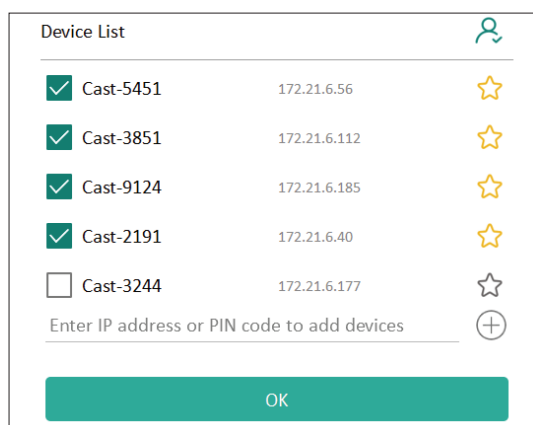 Device List
Cast-5451 172.21.6.56
Cast-3851 172.21.6.112
Cast-9124 172.21.6.185
Cast-2191 172.21.6.40
Cast-3244 172.21.6.177
Enter IP address or PIN code to add devices
OK